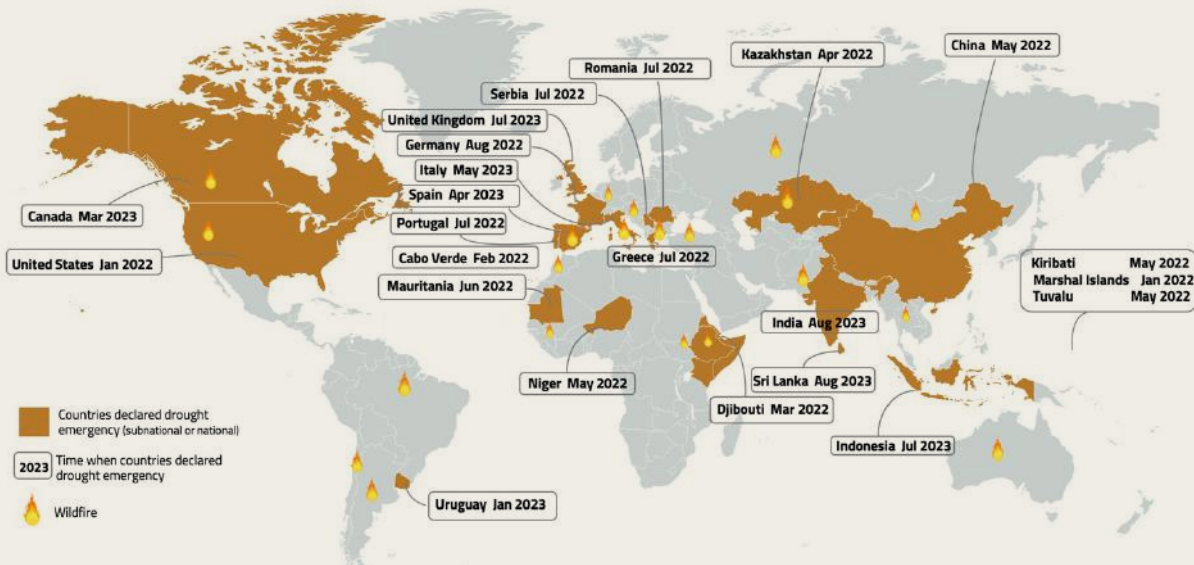 Romania Jul 2022
Kazakhstan Apr 2022
China May 2022
Serbia Jul 2022
United Kingdom Jul 2023
Germany Aug 2022
Italy May 2023
Spain Apr 2023
Canada Mar 2023
Portugal Jul 2022
United States Jan 2022
Cabo Verde Feb 2022
Greece Jul 2022
Kiribati May 2022
Marshal Islands Jan 2022
Tuvalu May 2022
Mauritania Jun 2022
India Aug 2023
Niger May 2022
Sri Lanka Aug 2023
Djibouti Mar 2022
Indonesia Jul 2023
Uruguay Jan 2023
Countries declared drought
emergency (subnational or national)
2023 Time when countries declared
drought emergency
Wildfire